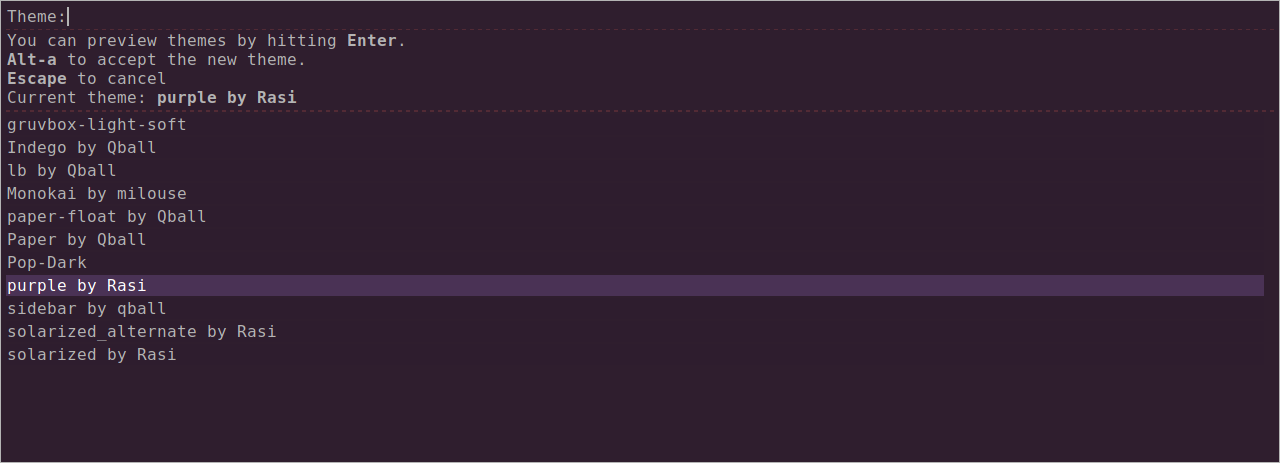 Theme:
You can preview themes by hitting Enter.
Alt-a to accept the new theme.
Escape to cancel
Current theme: purple by Rasi
gruvbox-light-soft
Indego by Qball
lb by Qball
Monokai by milouse
paper-float by Qball
Paper by Qball
Pop-Dark
purple by Rasi
sidebar by qball
solarized_alternate by Rasi
solarized by Rasi